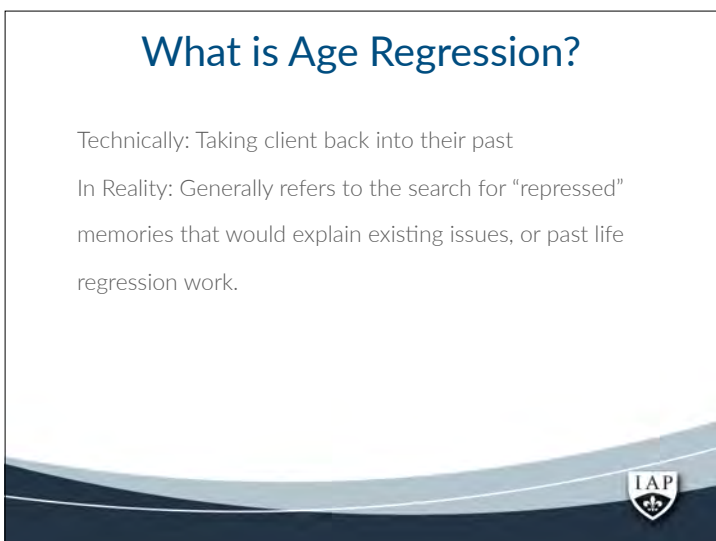 What is Age Regression?
Technically: Taking client back into their past
In Reality: Generally refers to the search for “repressed”
memories that would explain existing issues, or past life
regression work.
IAP